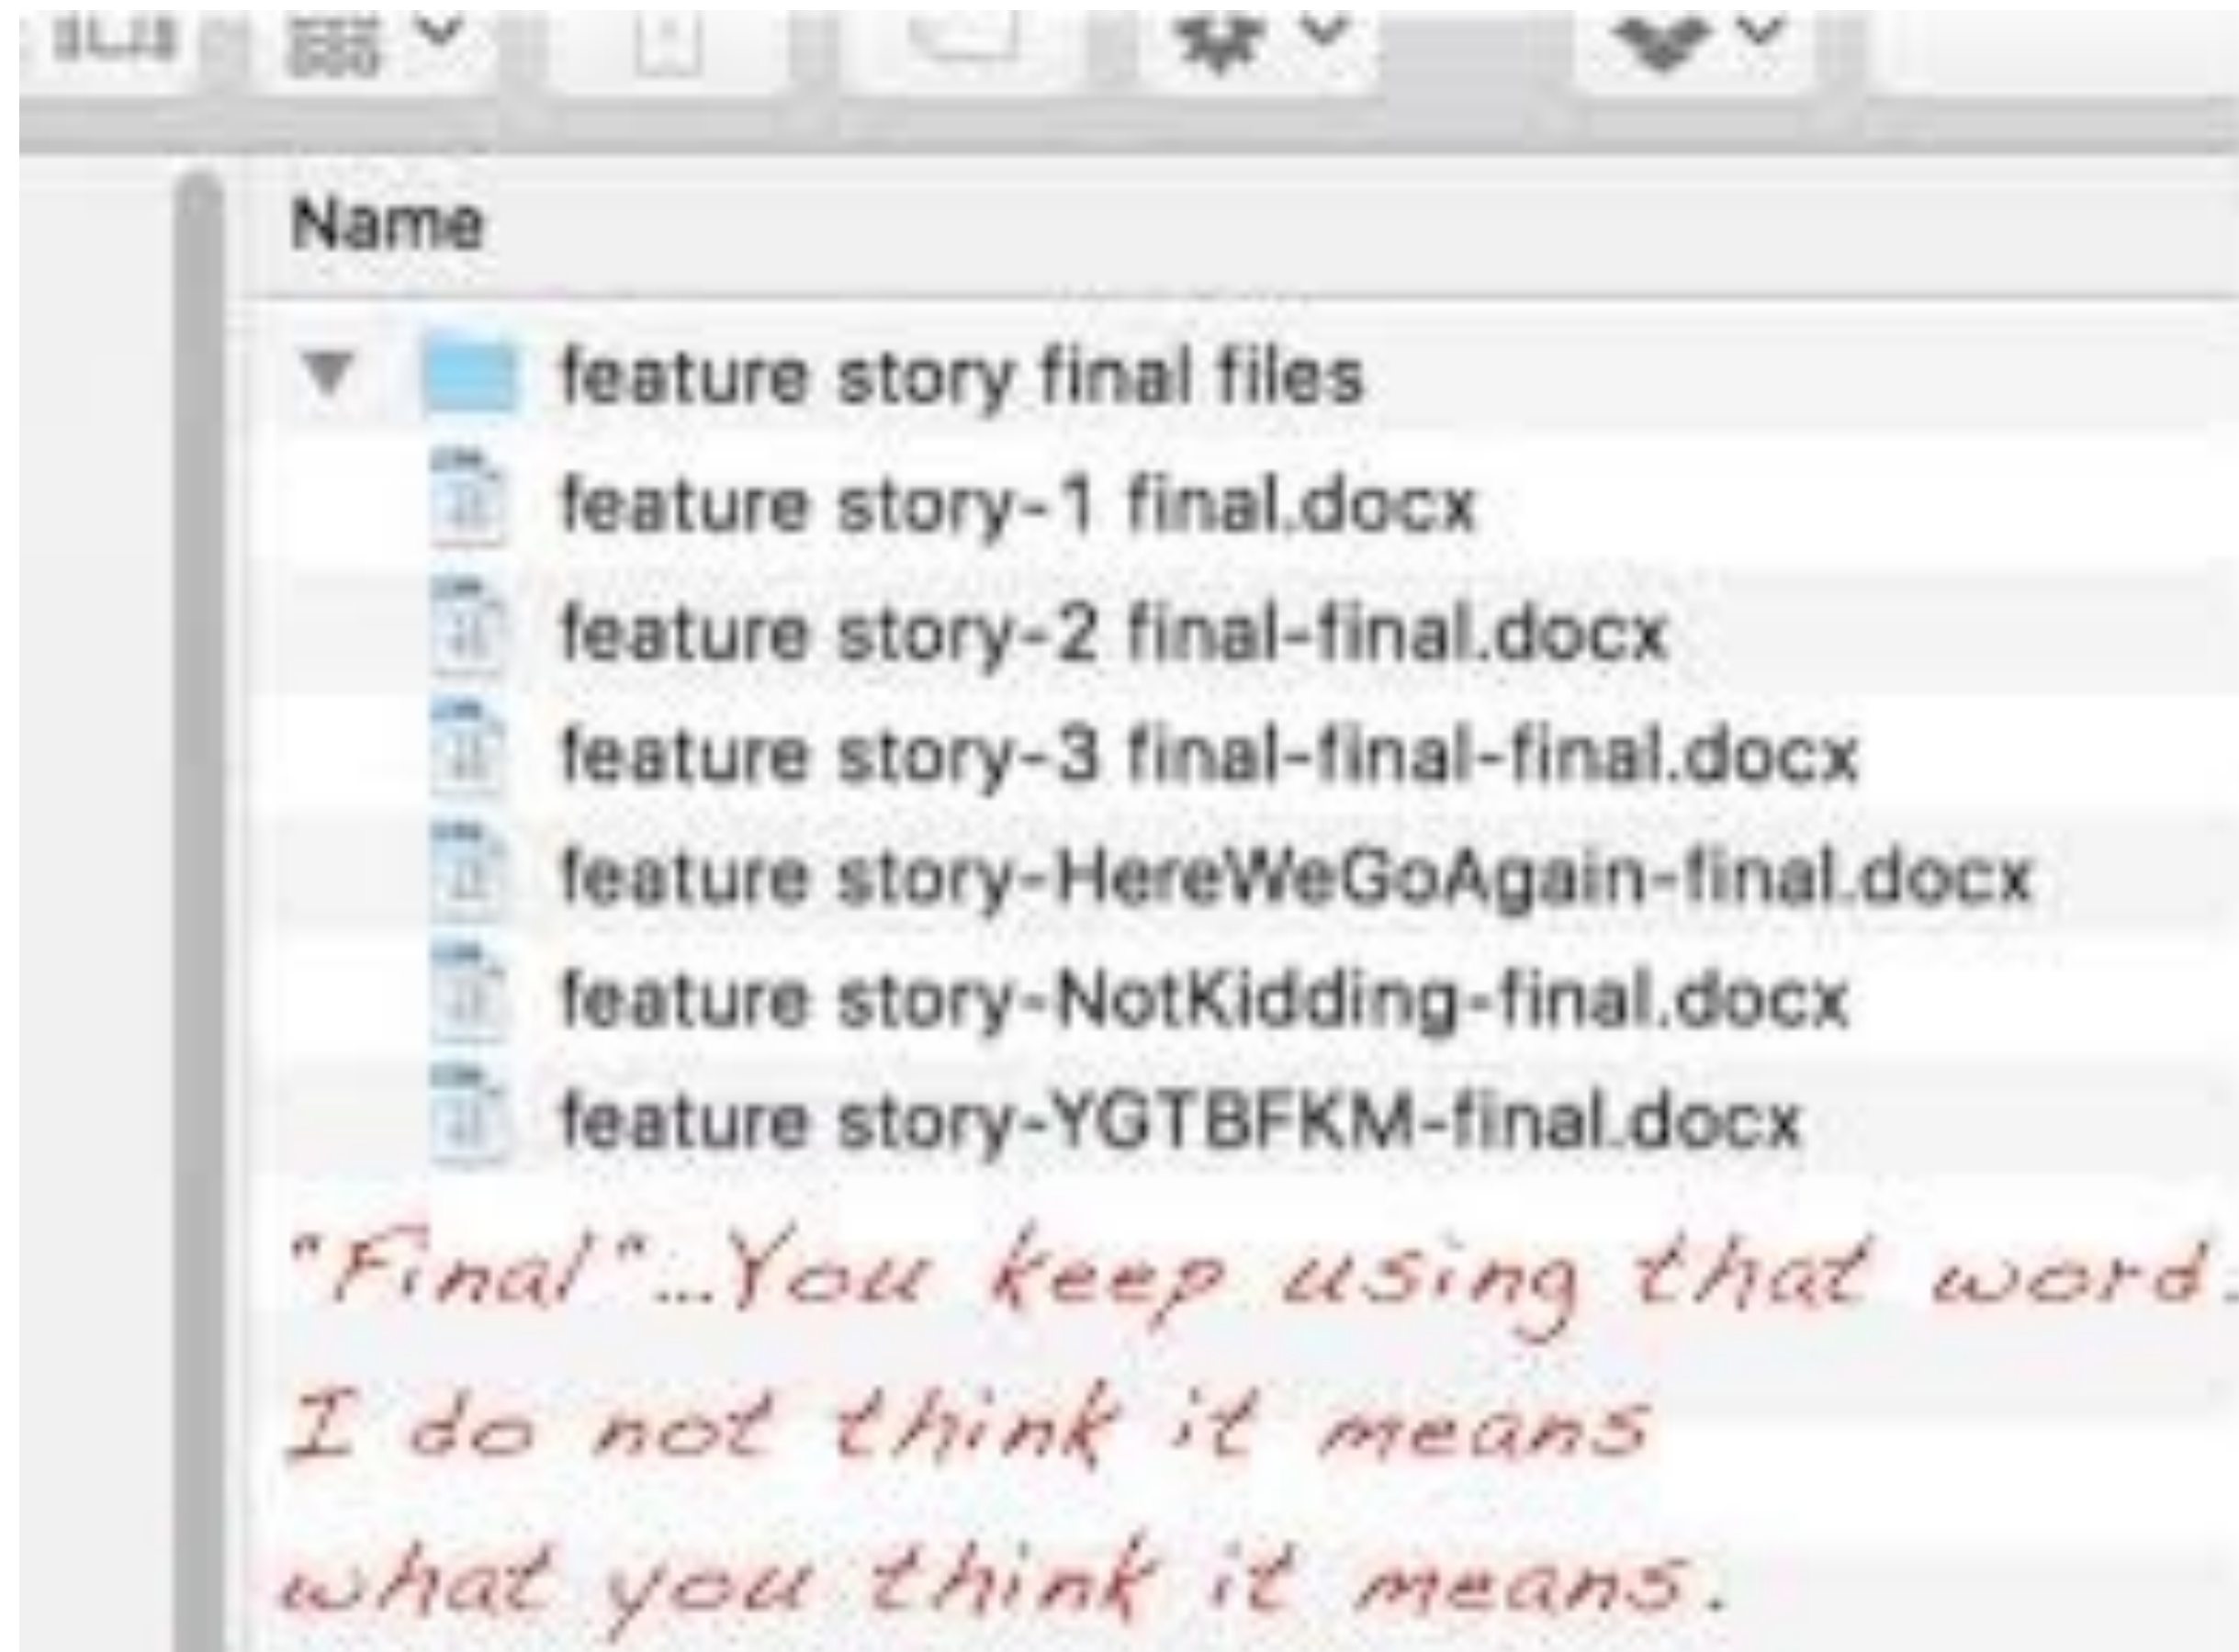 Name
feature story final files
feature story-1 final.docx
feature story-2 final-final.docx
feature story-3 final-final-final.docx
feature story-HereWeGoAgain-final.docx
feature story-NotKidding-final.docx
feature story-YGTBFKM-final.docx
"Final"...You keep using that word.
I do not think it means
what you think it means.